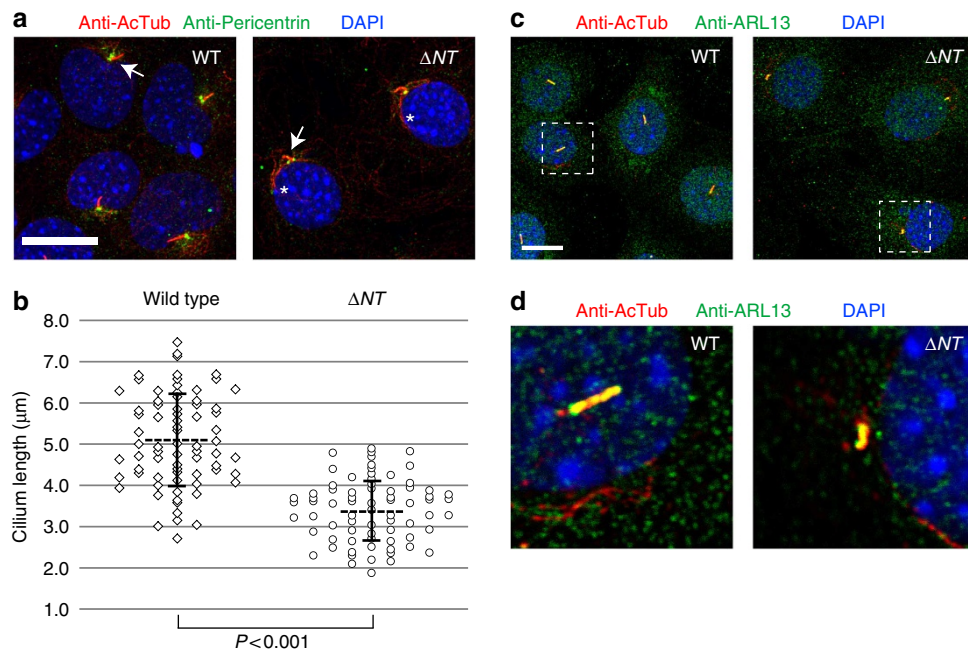 a
Anti-AcTub Anti-Pericentrin DAPI
WT
ΔNT
*
*
b
Wild type ΔNT
Cilium length (μm)
8.0
7.0
6.0
5.0
4.0
3.0
2.0
1.0
P<0.001
c
Anti-AcTub Anti-ARL13 DAPI
WT
ΔNT
d
Anti-AcTub Anti-ARL13 DAPI
WT
ΔNT